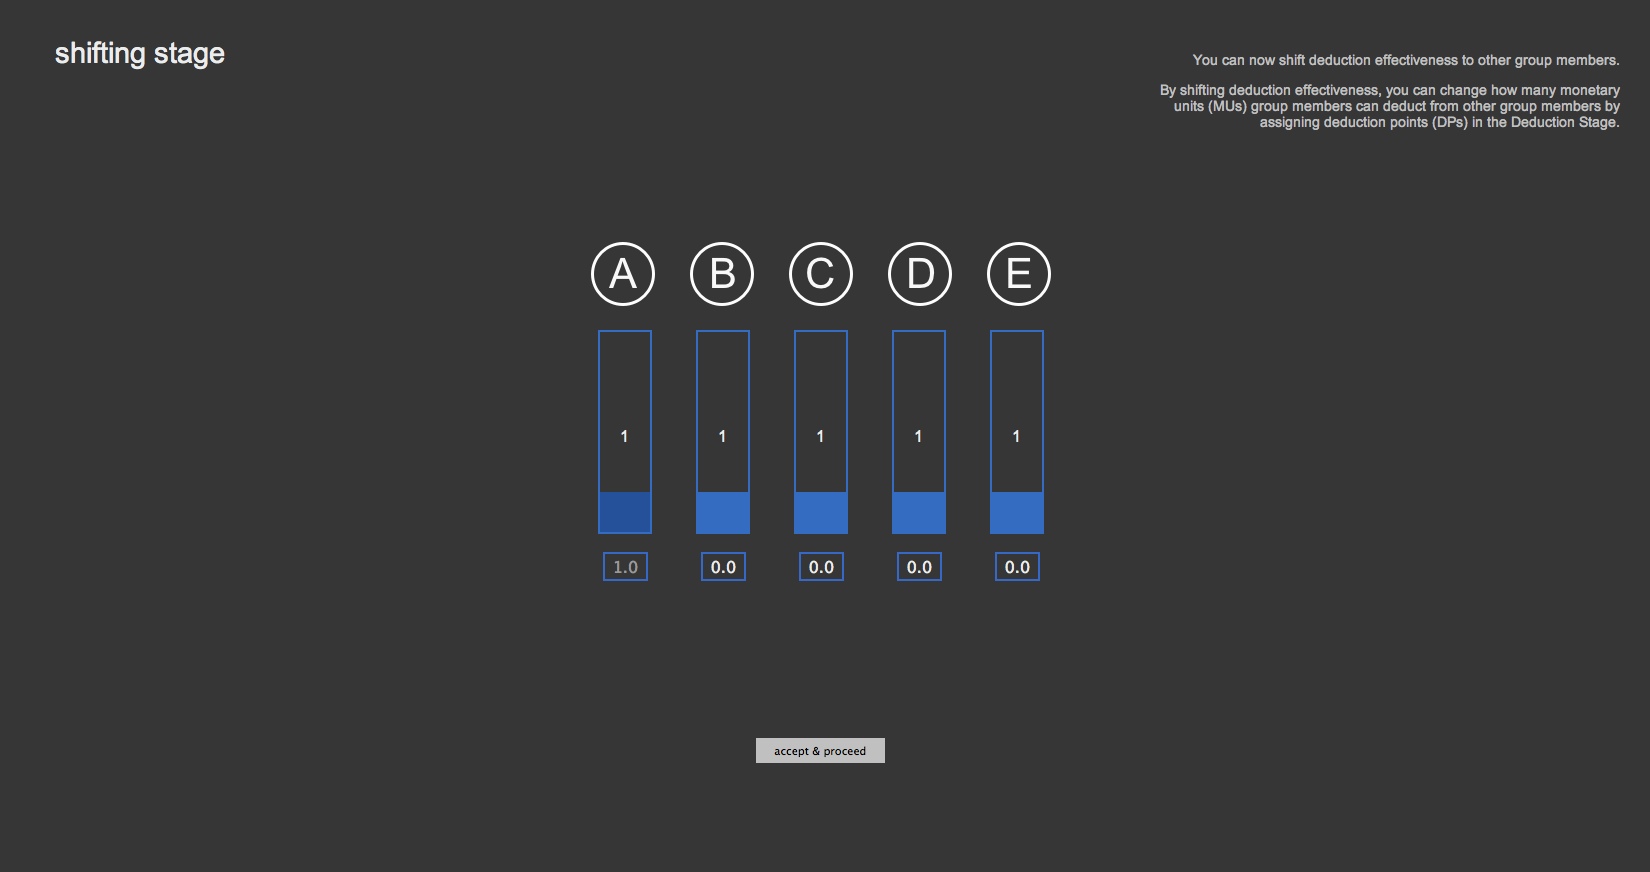 shifting stage
You can now shift deduction effectiveness to other group members.
By shifting deduction effectiveness, you can change how many monetary
units (MUs) group members can deduct from other group members by
assigning deduction points (DPs) in the Deduction Stage.
A B C D E
1 1 1 1 1
1.0 0.0 0.0 0.0 0.0
accept & proceed